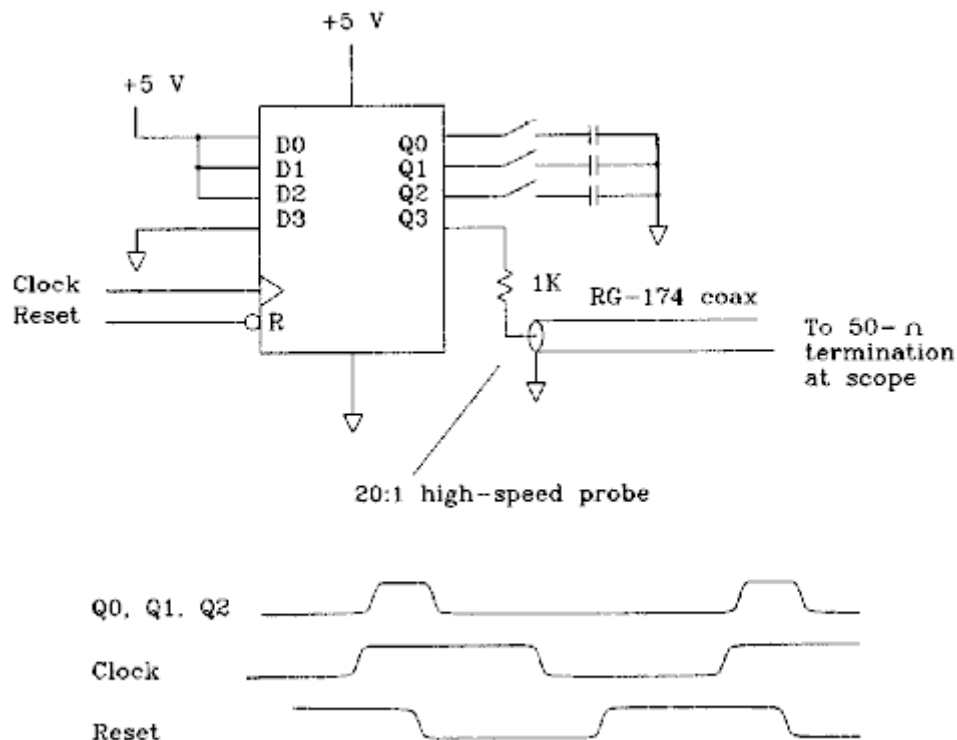 +5 V
+5 V
D0
D1
D2
D3
Q0
Q1
Q2
Q3
Clock
Reset
R
1K
RG-174 coax
To 50-Ω
termination
at scope
20:1 high-speed probe
Q0, Q1, Q2
Clock
Reset